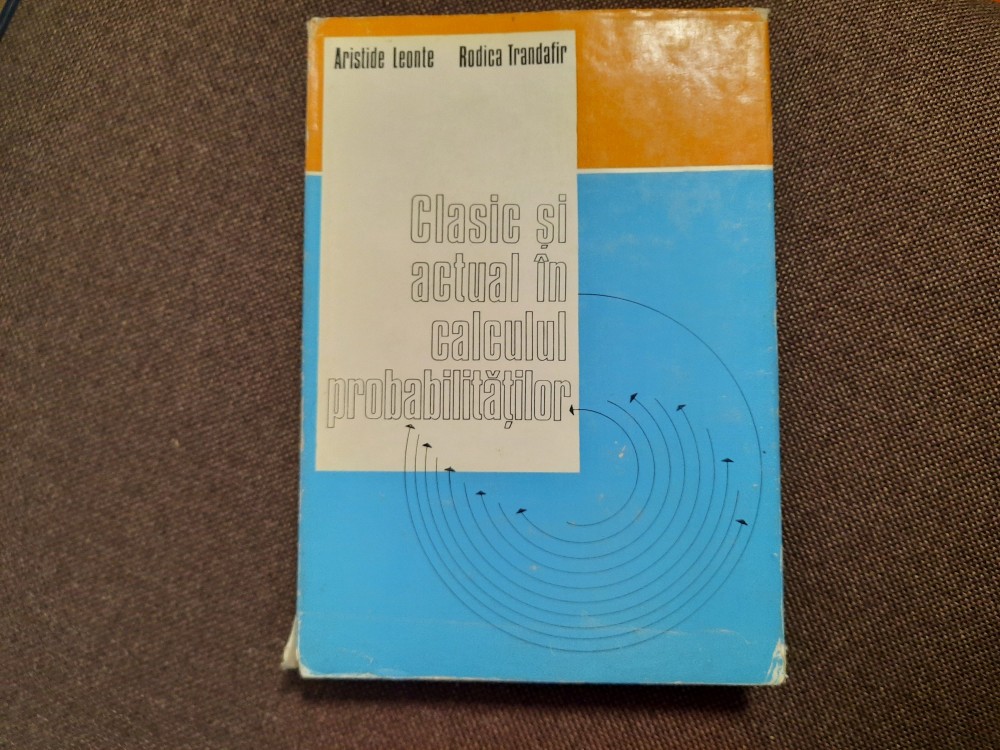 Aristide Leonte Rodica Trandafir
Clasic și
actual în
calculul
probabilităților